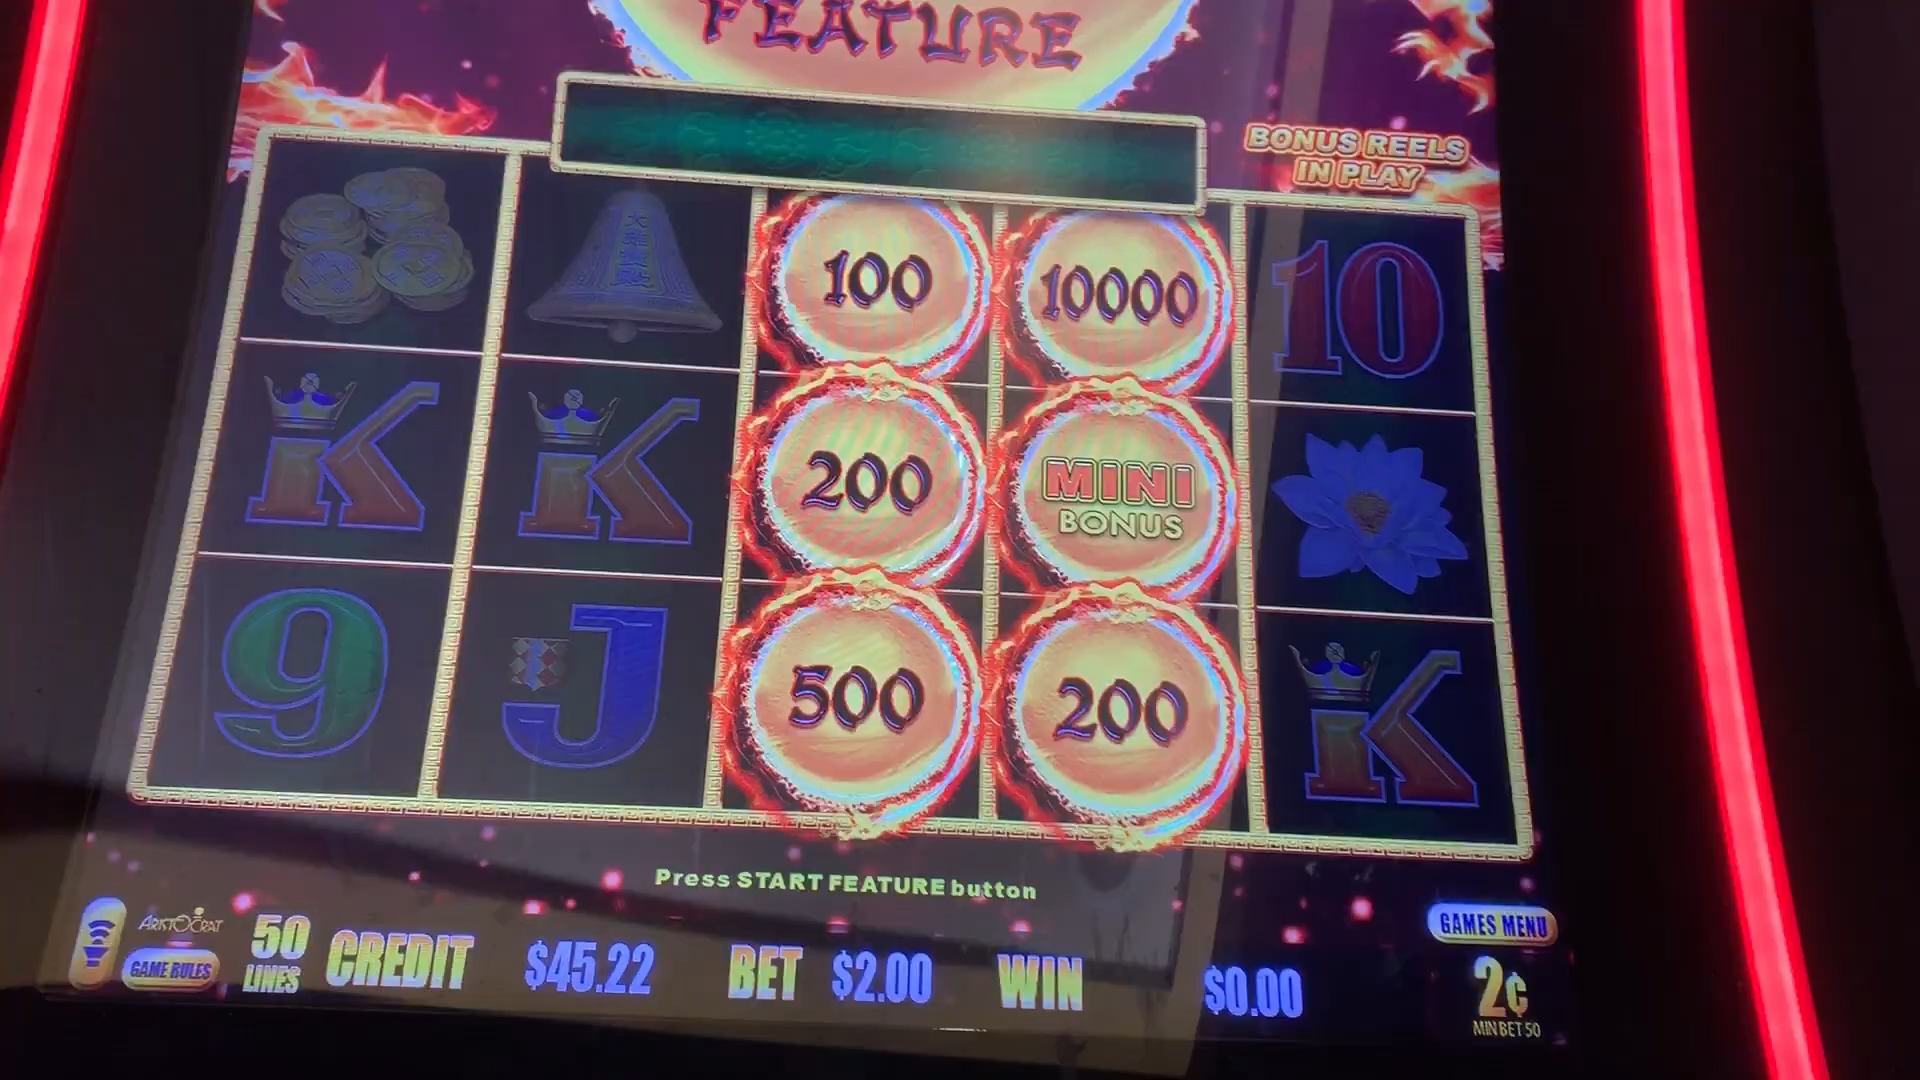 FEATURE
BONUS REELS
IN PLAY
100
10000
10
K
K
200
MINI
BONUS
9
J
500
200
K
Press START FEATURE button
ARISTOCRAT
GAME RULES
50
LINES
CREDIT
$45.22
BET
$2.00
WIN
$0.00
GAMES MENU
2¢
MIN BET 50